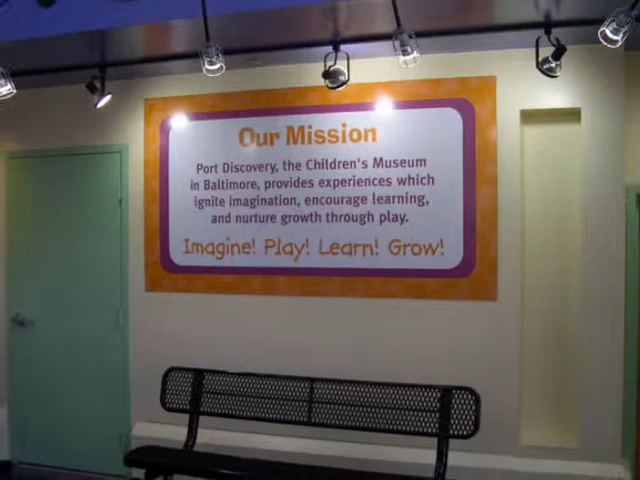 Our Mission
Port Discovery, the Children's Museum
in Baltimore, provides experiences which
ignite imagination, encourage learning,
and nurture growth through play.
Imagine! Play! Learn! Grow!